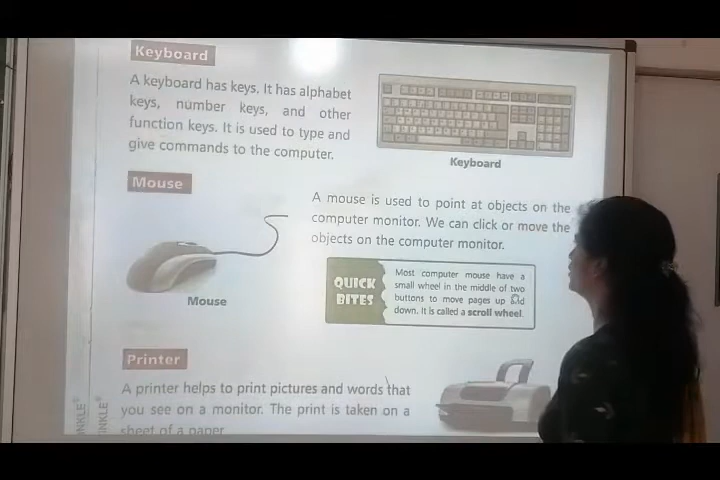 Keyboard
A keyboard has keys. It has alphabet
keys, number keys, and other
function keys. It is used to type and
give commands to the computer.
Keyboard
Mouse
A mouse is used to point at objects on the
computer monitor. We can click or move the
objects on the computer monitor.
Mouse
QUICK
BITES
Most computer mouse have a
small wheel in the middle of two
buttons to move pages up and
down. It is called a scroll wheel.
Printer
A printer helps to print pictures and words that
you see on a monitor. The print is taken on a
sheet of a paper